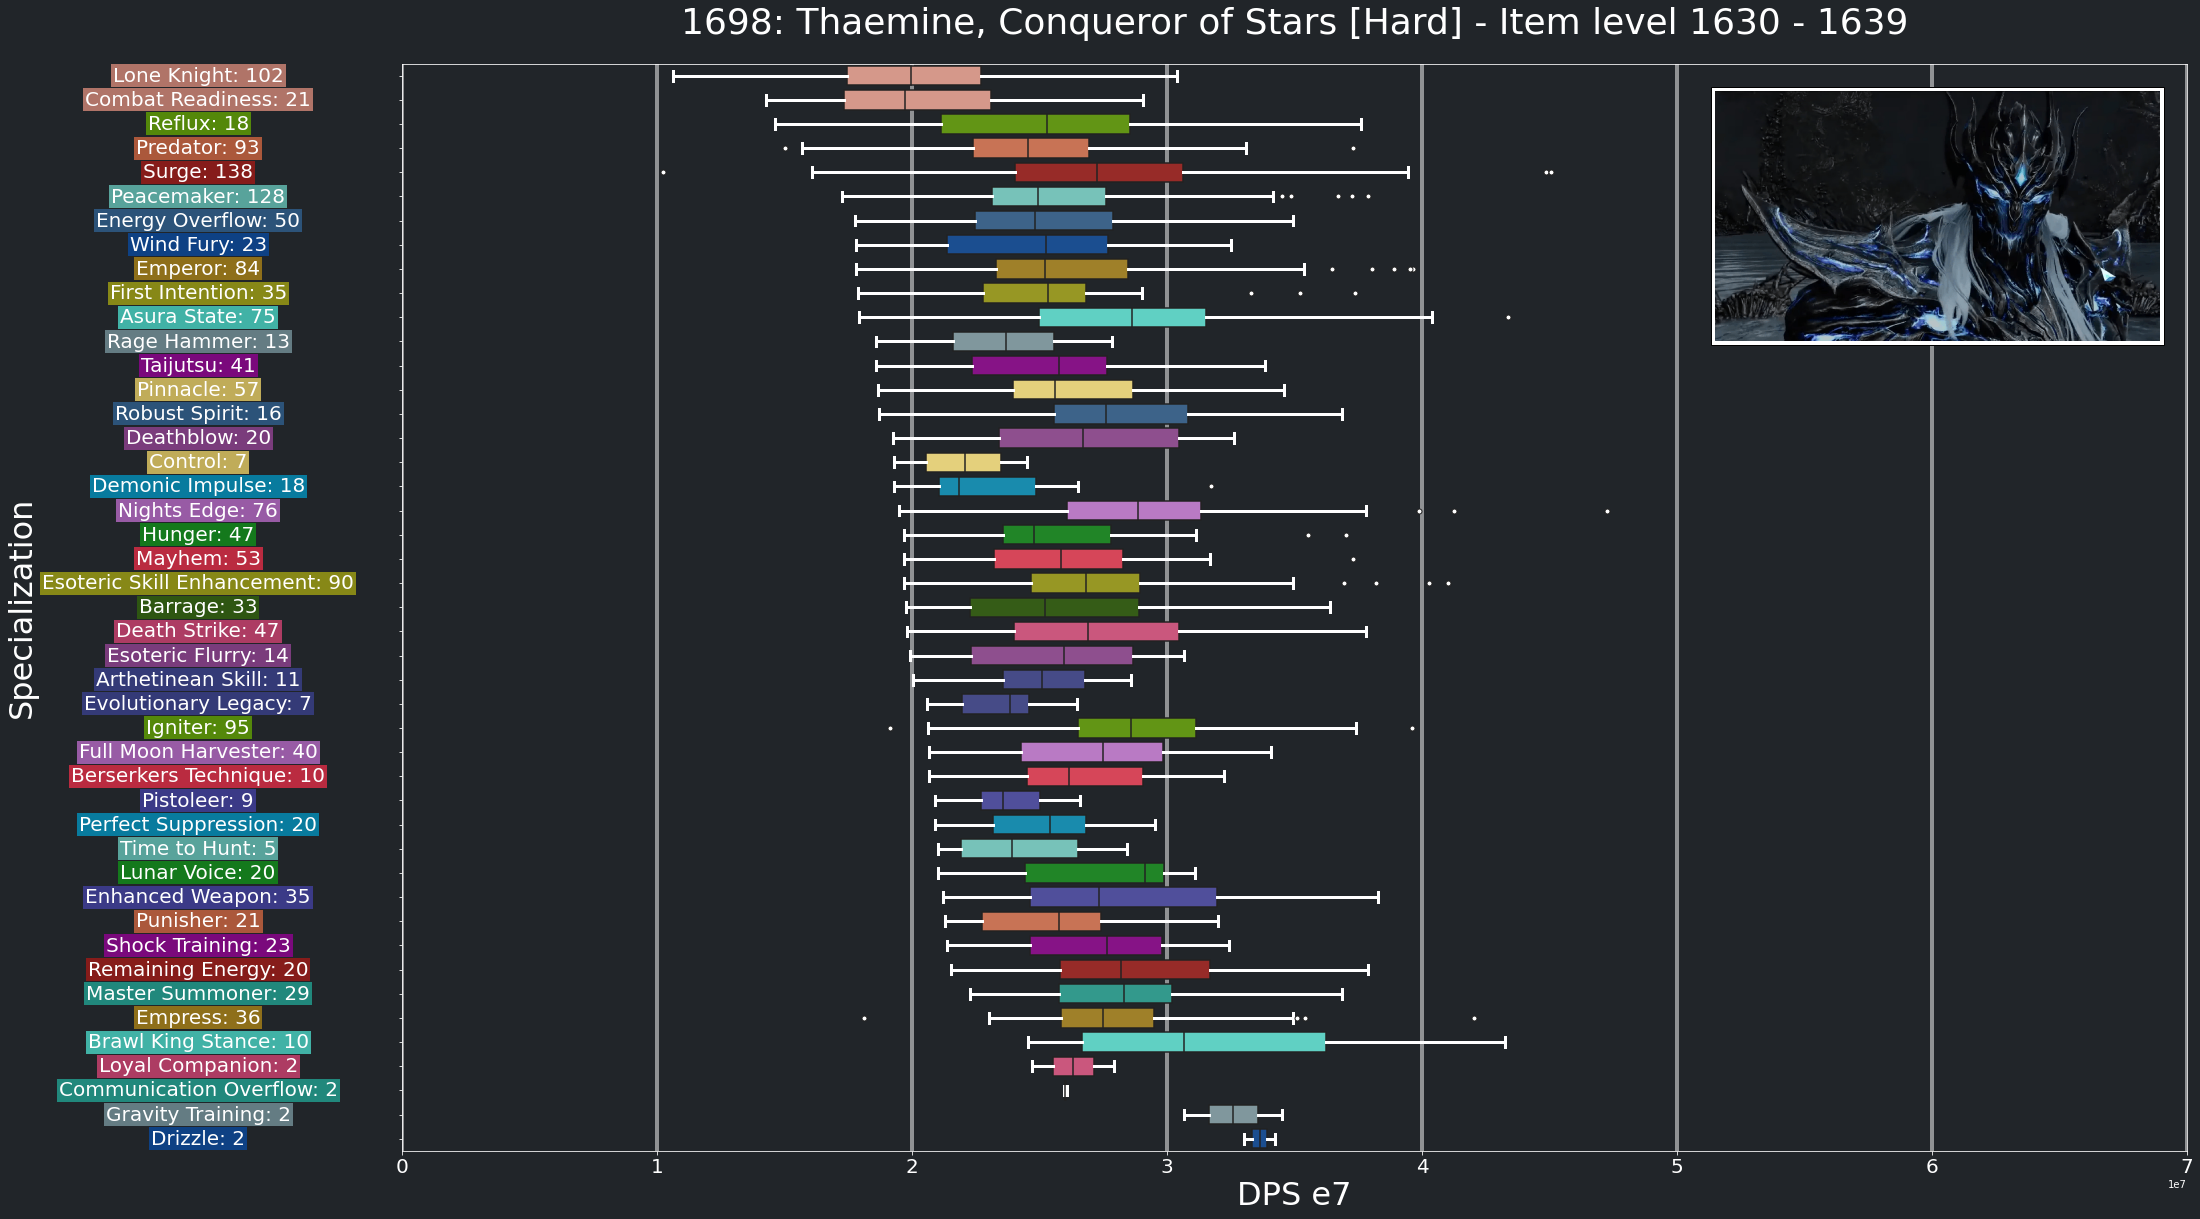 1698: Thaemine, Conqueror of Stars [Hard] - Item level 1630 - 1639
Specialization
Lone Knight: 102
Combat Readiness: 21
Reflux: 18
Predator: 93
Surge: 138
Peacemaker: 128
Energy Overflow: 50
Wind Fury: 23
Emperor: 84
First Intention: 35
Asura State: 75
Rage Hammer: 13
Taijutsu: 41
Pinnacle: 57
Robust Spirit: 16
Deathblow: 20
Control: 7
Demonic Impulse: 18
Nights Edge: 76
Hunger: 47
Mayhem: 53
Esoteric Skill Enhancement: 90
Barrage: 33
Death Strike: 47
Esoteric Flurry: 14
Arthetinean Skill: 11
Evolutionary Legacy: 7
Igniter: 95
Full Moon Harvester: 40
Berserkers Technique: 10
Pistoleer: 9
Perfect Suppression: 20
Time to Hunt: 5
Lunar Voice: 20
Enhanced Weapon: 35
Punisher: 21
Shock Training: 23
Remaining Energy: 20
Master Summoner: 29
Empress: 36
Brawl King Stance: 10
Loyal Companion: 2
Communication Overflow: 2
Gravity Training: 2
Drizzle: 2
0 1 2 3 4 5 6 7
1e7
DPS e7